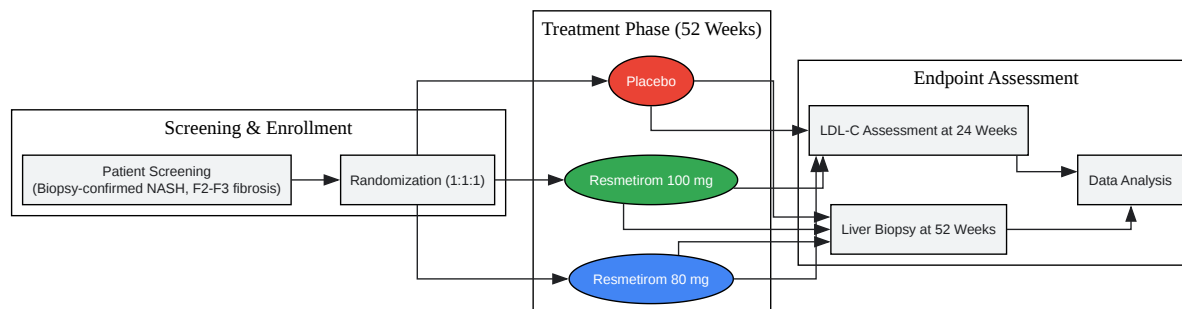 Screening & Enrollment
Patient Screening
(Biopsy-confirmed NASH, F2-F3 fibrosis)
Randomization (1:1:1)
Treatment Phase (52 Weeks)
Placebo
Resmetirom 100 mg
Resmetirom 80 mg
Endpoint Assessment
LDL-C Assessment at 24 Weeks
Liver Biopsy at 52 Weeks
Data Analysis